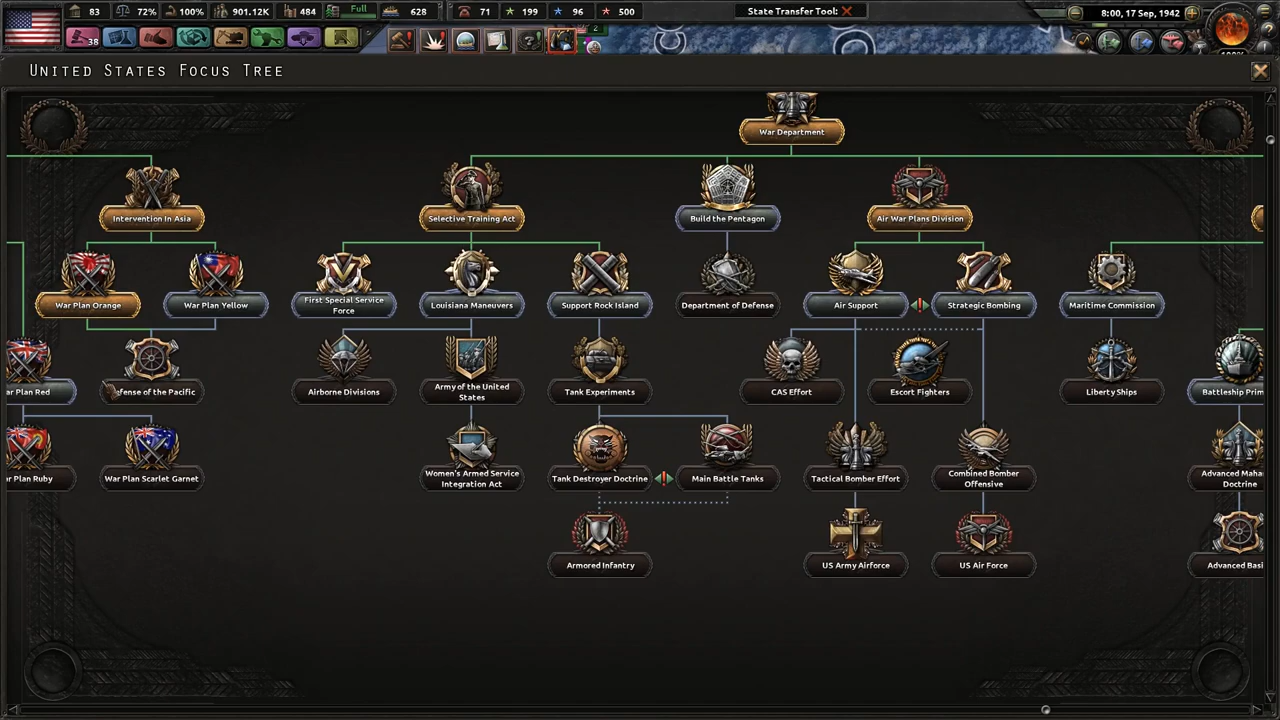 83
72%
100%
901.12K
484
Full
628
71
199
96
500
State Transfer Tool:
8:00, 17 Sep, 1942
38
2
100%
United States Focus Tree
War Department
Intervention In Asia
Selective Training Act
Build the Pentagon
Air War Plans Division
War Plan Orange
War Plan Yellow
First Special Service
Force
Louisiana Maneuvers
Support Rock Island
Department of Defense
Air Support
Strategic Bombing
Maritime Commission
ar Plan Red
efense of the Pacific
Airborne Divisions
Army of the United
States
Tank Experiments
CAS Effort
Escort Fighters
Liberty Ships
Battleship Prim
ar Plan Ruby
War Plan Scarlet Garnet
Women's Armed Service
Integration Act
Tank Destroyer Doctrine
Main Battle Tanks
Tactical Bomber Effort
Combined Bomber
Offensive
Advanced Maha
Doctrine
Armored Infantry
US Army Airforce
US Air Force
Advanced Basi